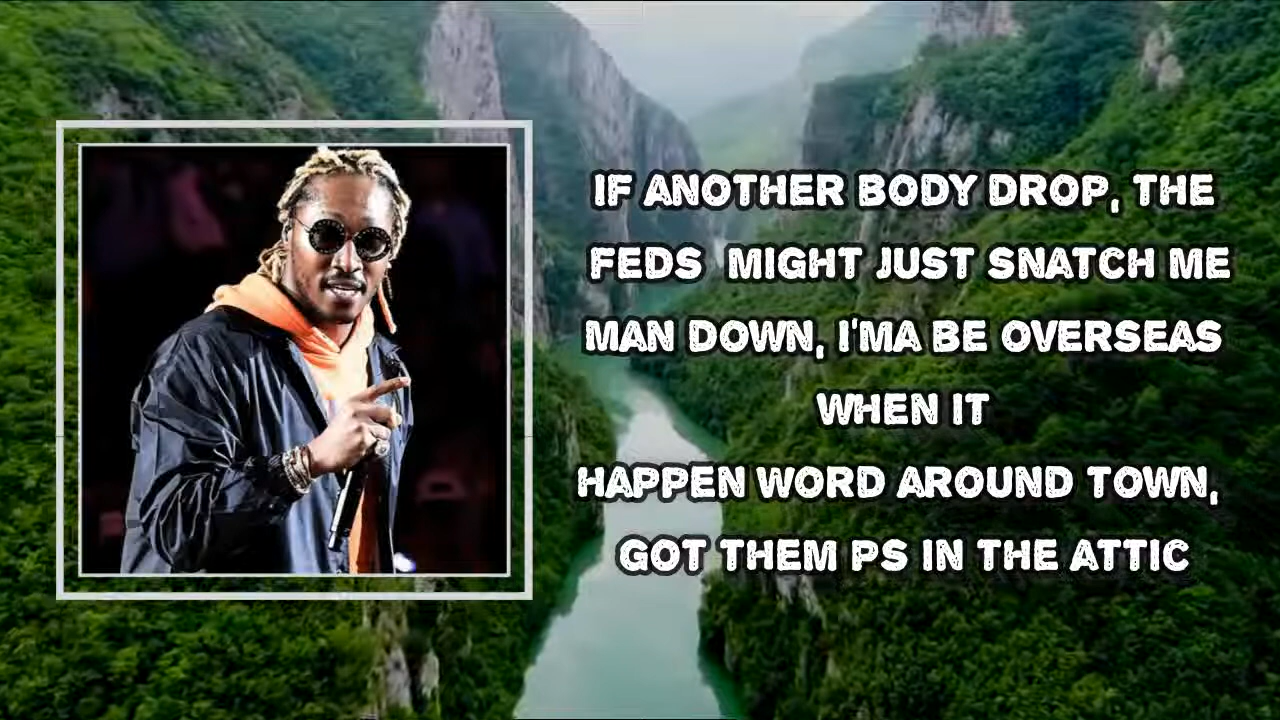 IF ANOTHER BODY DROP, THE
FEDS MIGHT JUST SNATCH ME
MAN DOWN, I'MA BE OVERSEAS
WHEN IT
HAPPEN WORD AROUND TOWN,
GOT THEM PS IN THE ATTIC